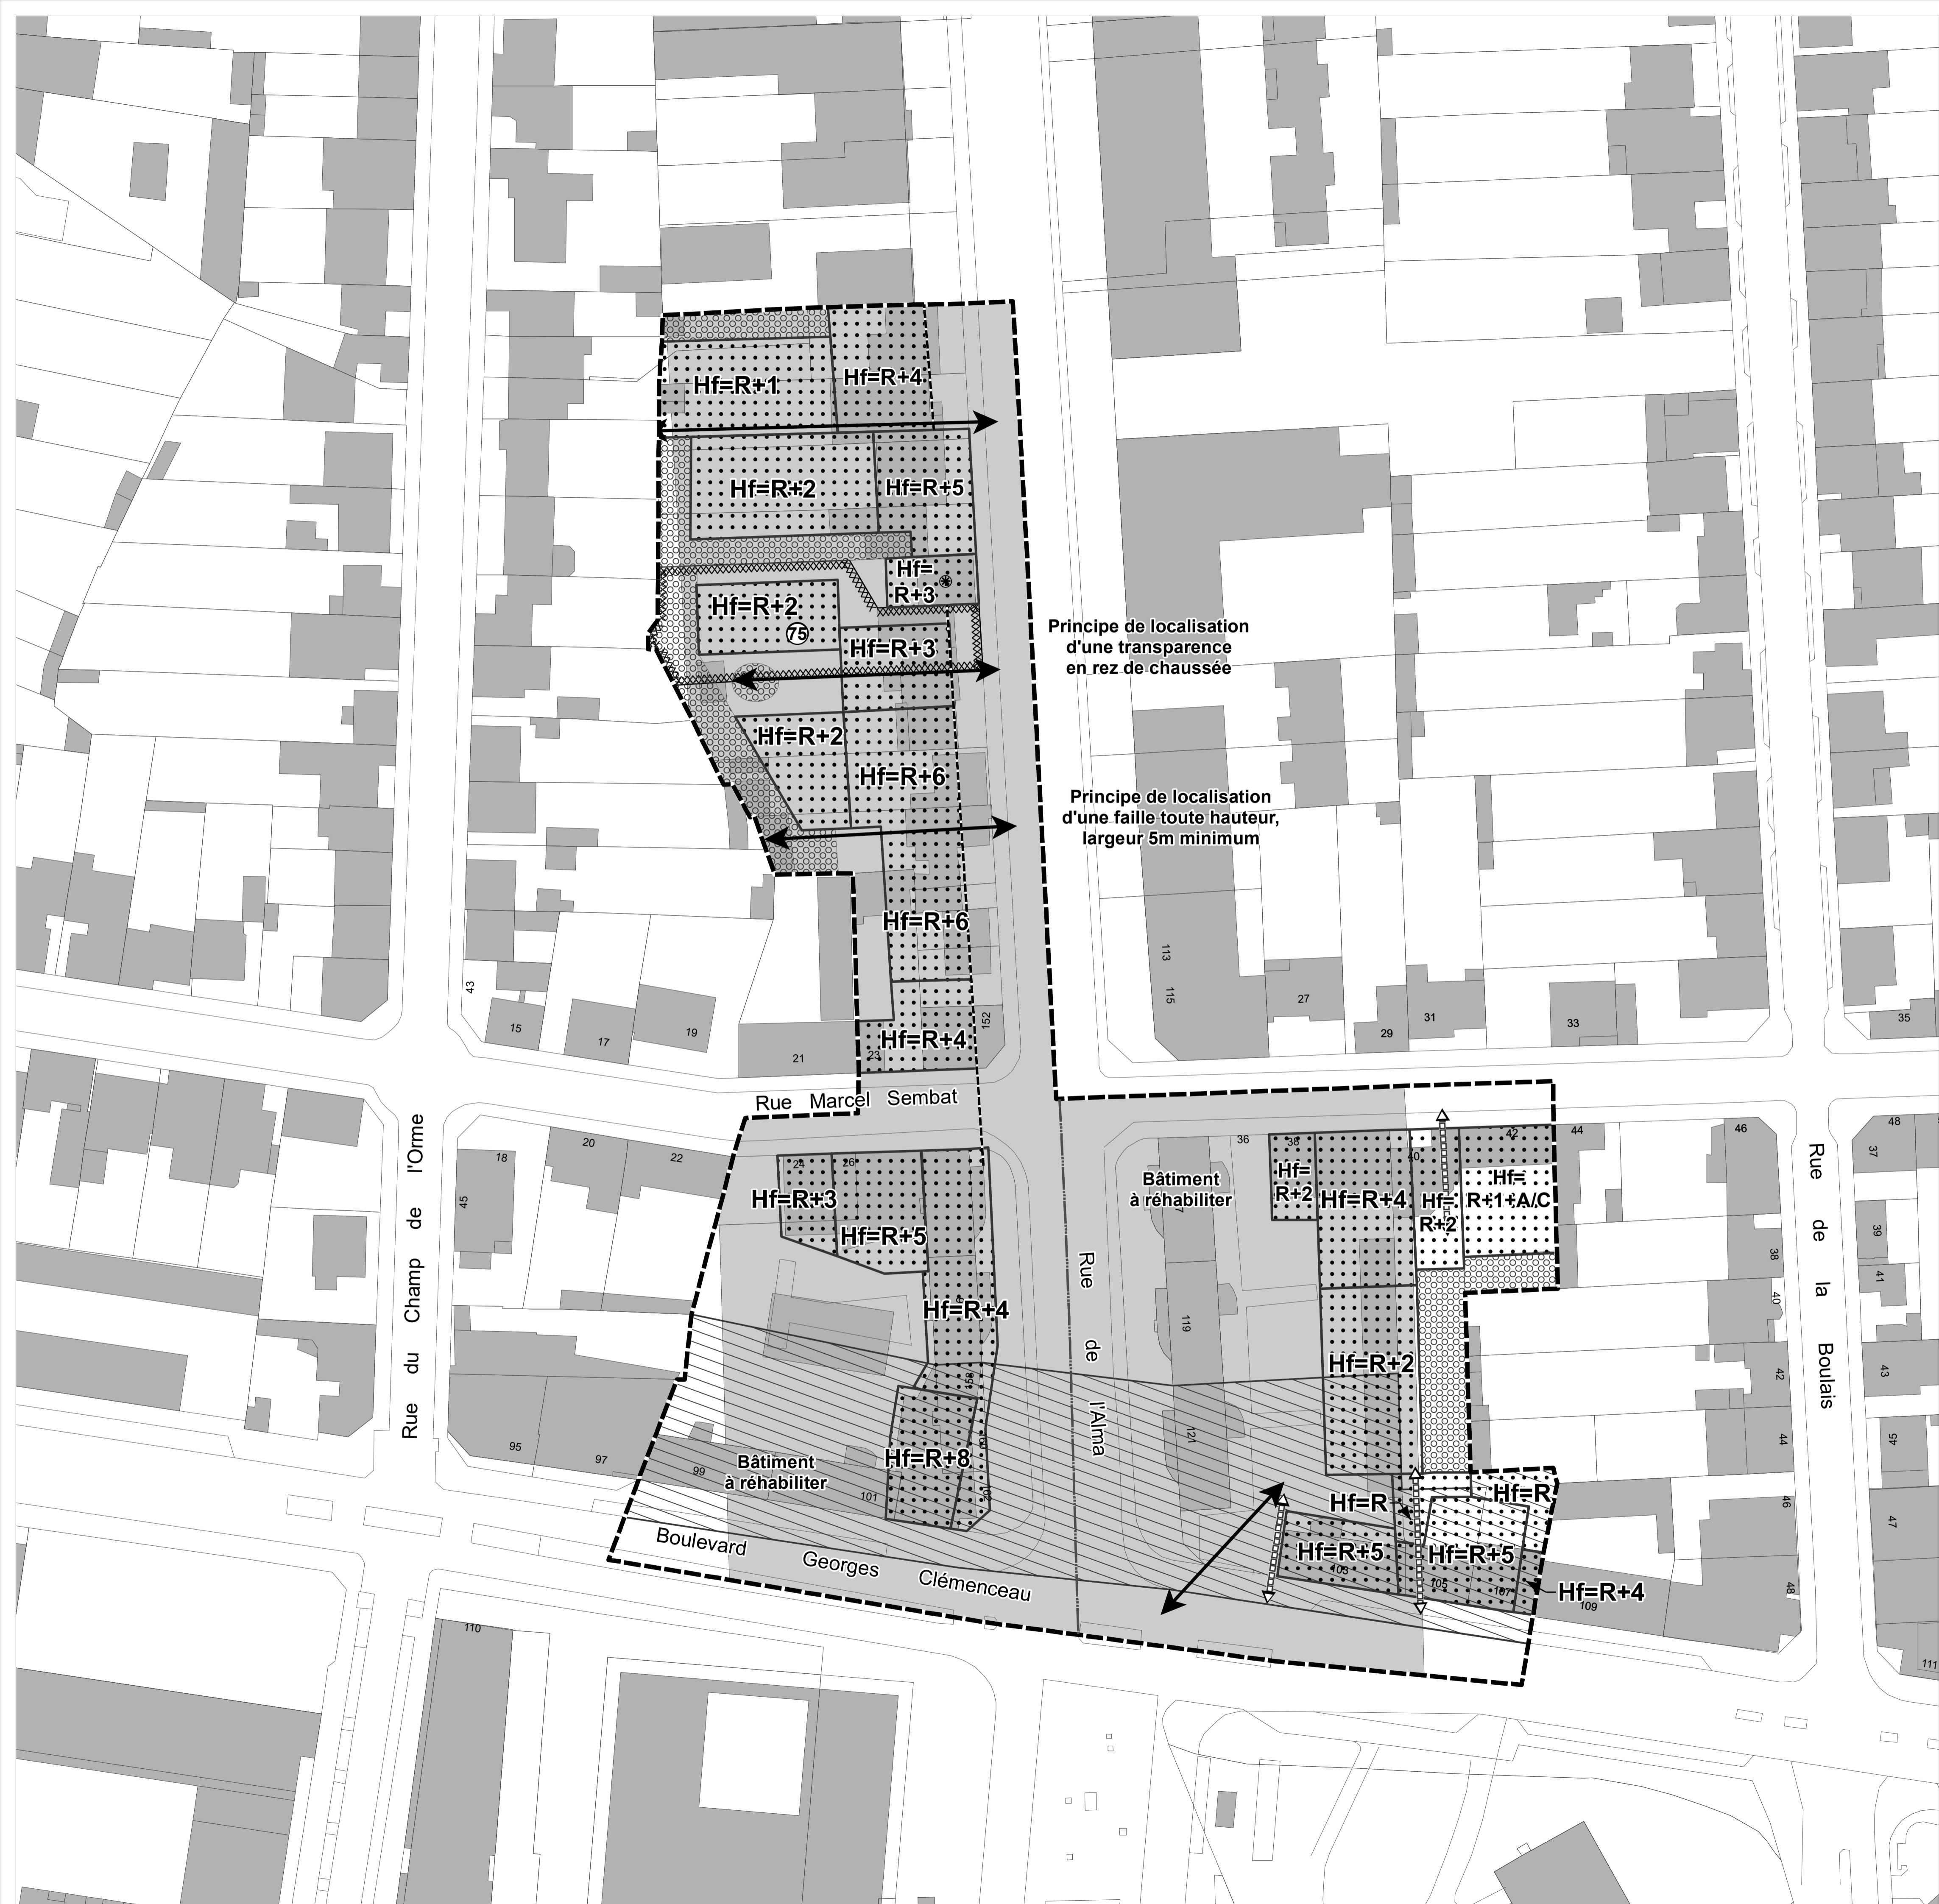 Hf=R+1
Hf=R+4
Hf=R+2
Hf=R+5
Hf=
R+3
Hf=R+2
75
Hf=R+3
Principe de localisation
d'une transparence
en rez de chaussée
Hf=R+2
Hf=R+6
Principe de localisation
d'une faille toute hauteur,
largeur 5m minimum
Hf=R+6
113
115
43
15
17
19
21
23
Hf=R+4
152
27
29
31
33
35
Rue Marcel Sembat
Rue du Champ de l'Orme
18
20
22
45
24
26
Hf=R+3
Hf=R+5
Hf=R+4
Bâtiment
à réhabiliter
36
38
Hf=
R+2
Hf=R+4
40
Hf=
R+2
42
Hf=
R+1+A/C
44
46
48
37
39
41
43
45
47
Rue de l'Alma
Rue de la Boulais
119
121
38
40
42
44
46
48
Hf=R+2
158
95
97
99
101
Bâtiment
à réhabiliter
Hf=R+8
162
Hf=R
Hf=R
Hf=R+5
103
Hf=R+5
105
107
Hf=R+4
109
111
Boulevard Georges Clémenceau
110